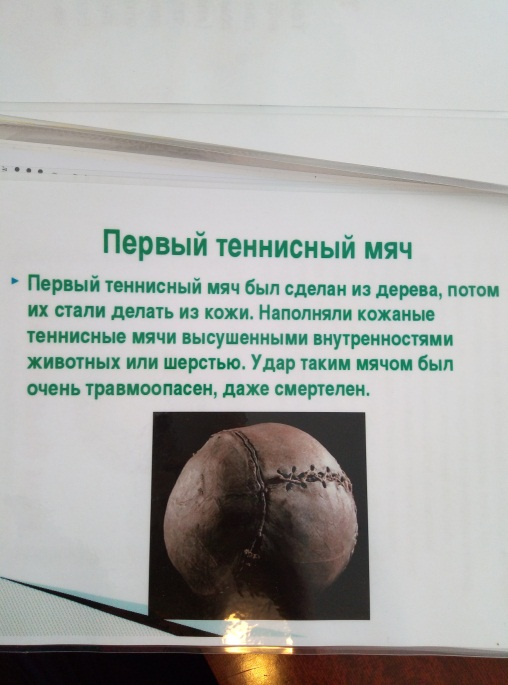 Первый теннисный мяч
Первый теннисный мяч был сделан из дерева, потом
их стали делать из кожи. Наполняли кожаные
теннисные мячи высушенными внутренностями
животных или шерстью. Удар таким мячом был
очень травмоопасен, даже смертелен.